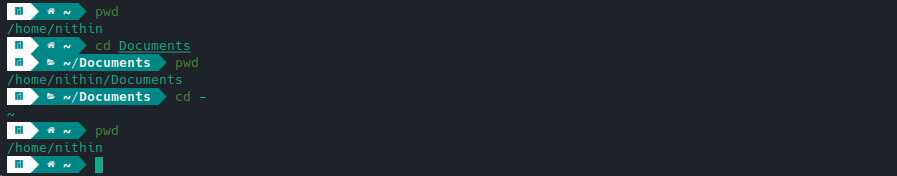 ~ pwd
/home/nithin
~ cd Documents
~/Documents pwd
/home/nithin/Documents
~/Documents cd -
~
~ pwd
/home/nithin
~